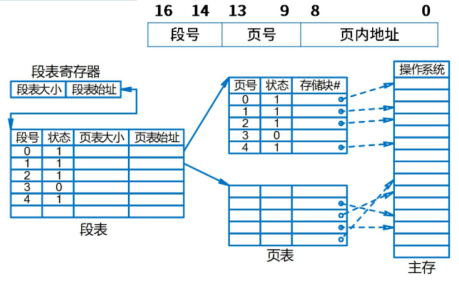 16 14 13 9 8 0
段号 页号 页内地址
段表寄存器
段表大小 段表始址
段号 状态 页表大小 页表始址
0 1
1 1
2 1
3 0
4 1
段表
页号 状态 存储块#
0 1
1 1
2 1
3 0
4 1
页表
操作系统
主存